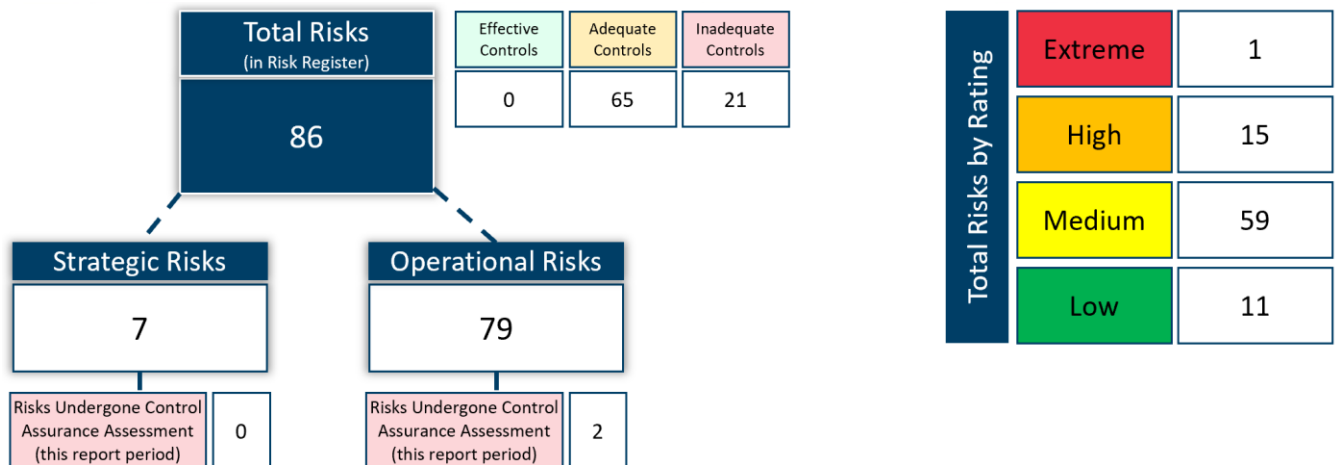 Total Risks
(in Risk Register)
86
Effective
Controls
0
Adequate
Controls
65
Inadequate
Controls
21
Strategic Risks
7
Risks Undergone Control
Assurance Assessment
(this report period)
0
Operational Risks
79
Risks Undergone Control
Assurance Assessment
(this report period)
2
Total Risks by Rating
Extreme
1
High
15
Medium
59
Low
11